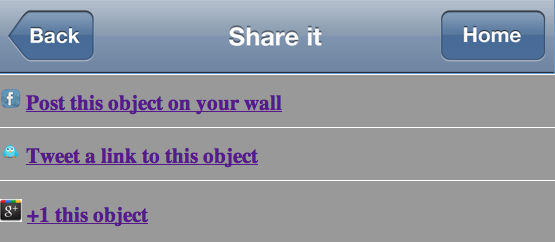 Back Share it Home
f Post this object on your wall
Tweet a link to this object
g+ +1 this object